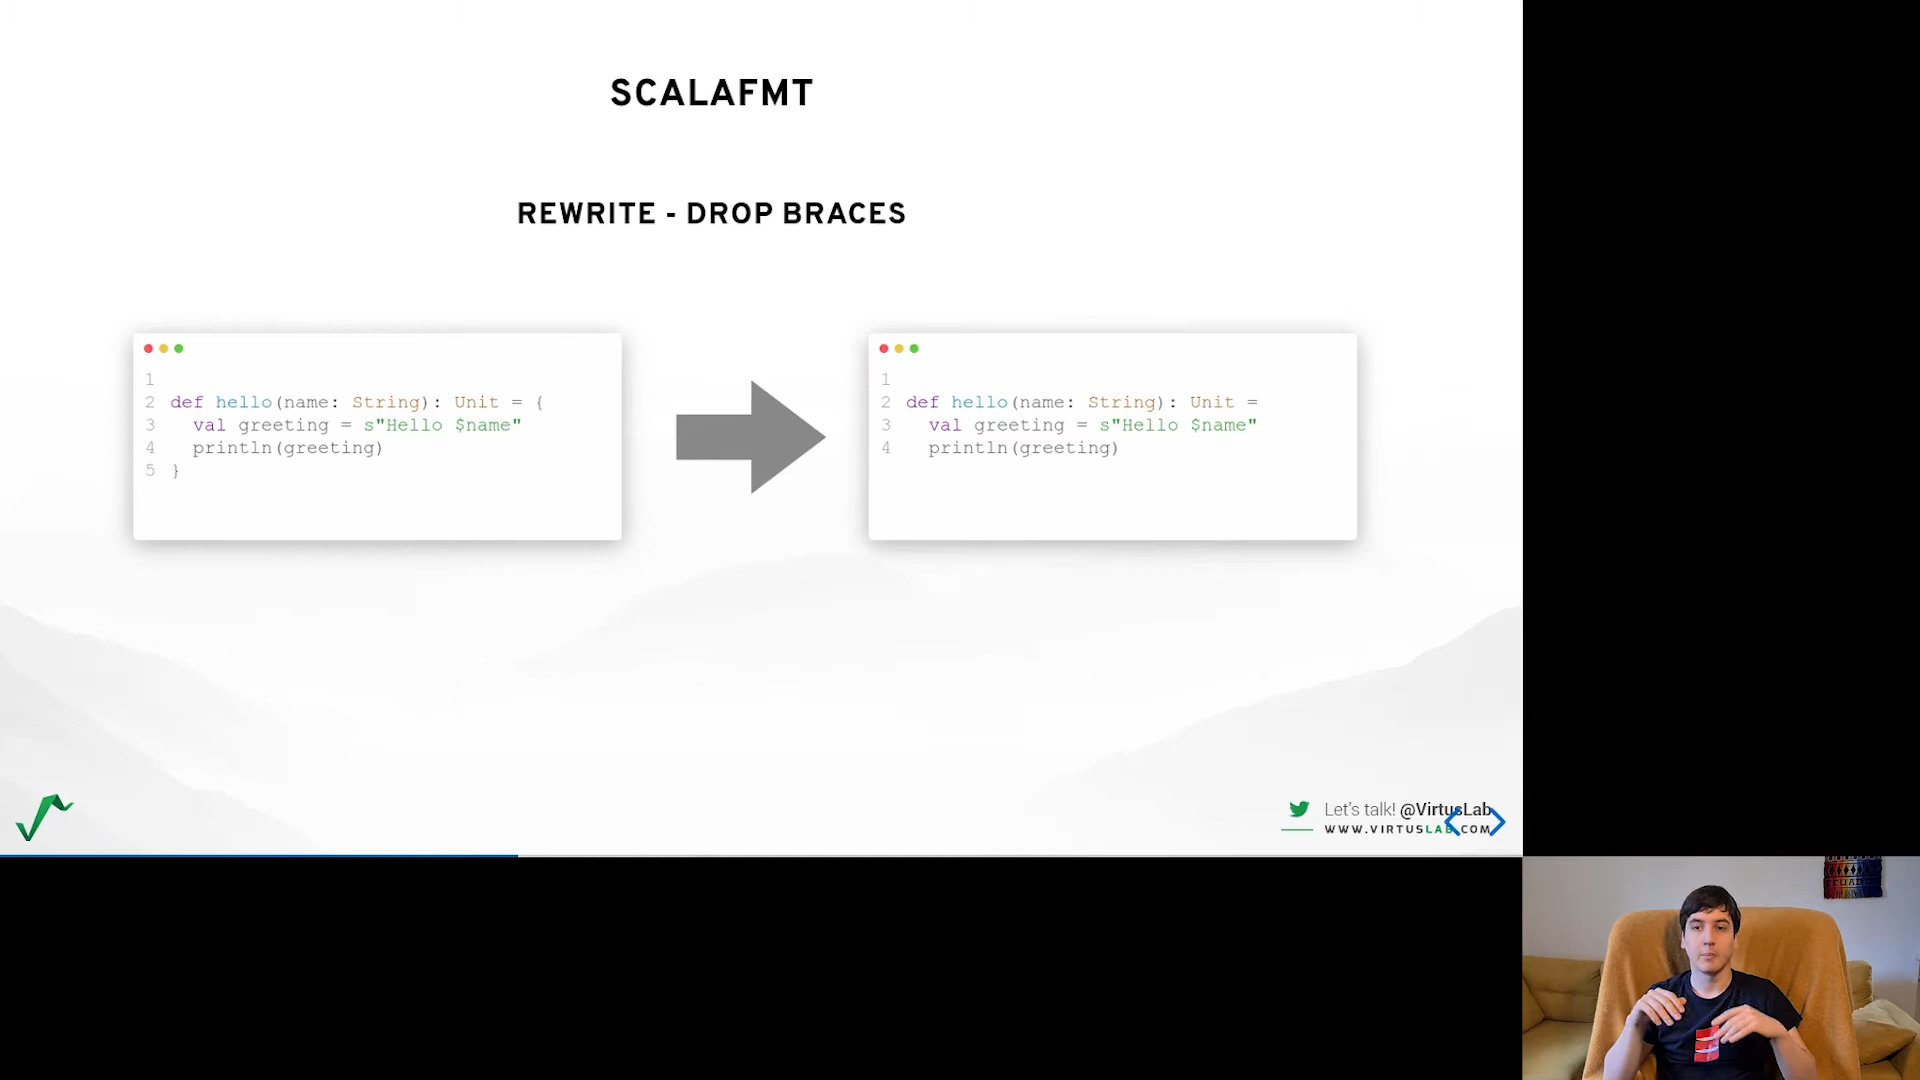 SCALAFMT
REWRITE - DROP BRACES
1
2 def hello(name: String): Unit = {
3 val greeting = s"Hello $name"
4 println(greeting)
5 }
1
2 def hello(name: String): Unit =
3 val greeting = s"Hello $name"
4 println(greeting)
Let's talk! @VirtusLab
WWW.VIRTUSLAB.COM